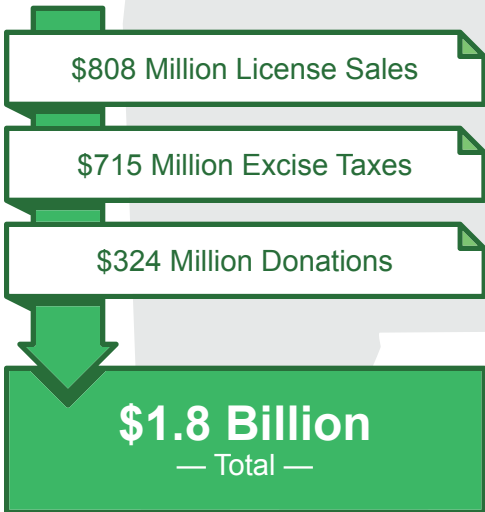 $808 Million License Sales
$715 Million Excise Taxes
$324 Million Donations
$1.8 Billion
— Total —